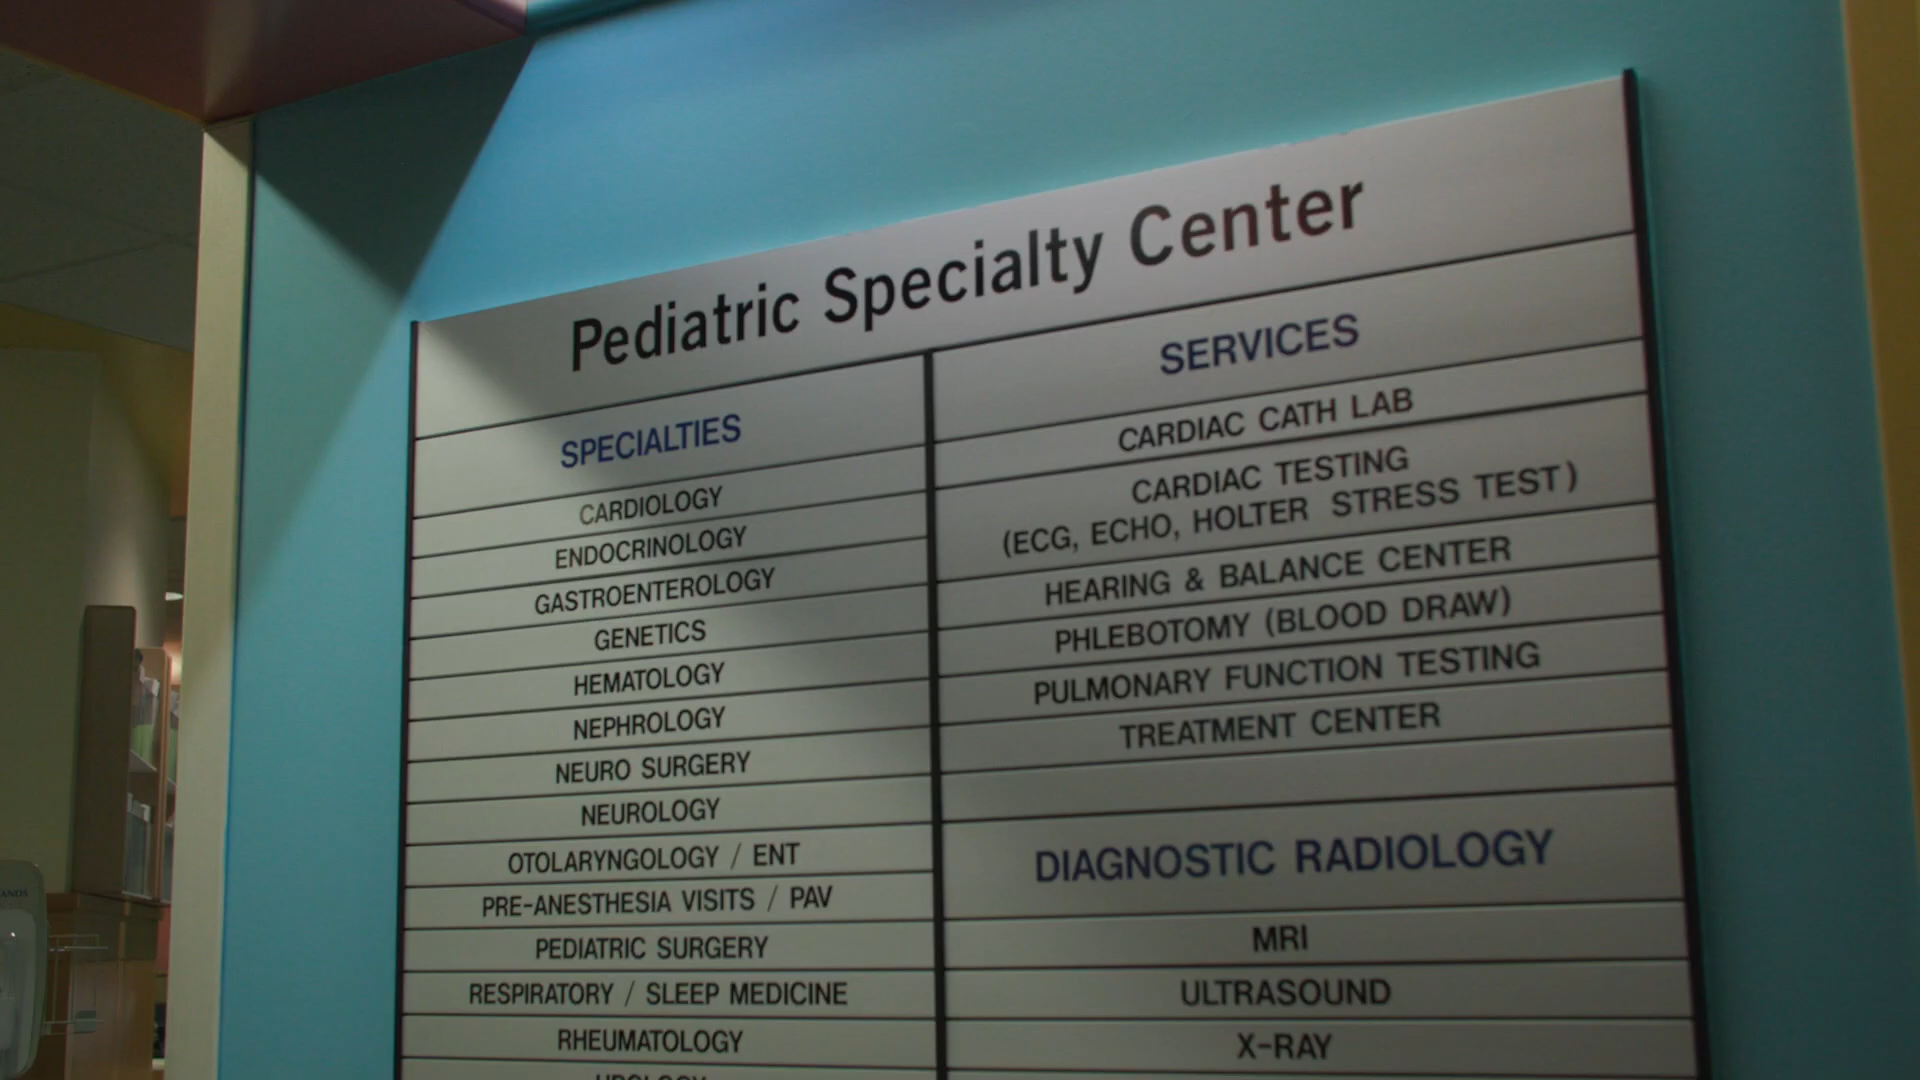 Pediatric Specialty Center
SPECIALTIES
CARDIOLOGY
ENDOCRINOLOGY
GASTROENTEROLOGY
GENETICS
HEMATOLOGY
NEPHROLOGY
NEURO SURGERY
NEUROLOGY
OTOLARYNGOLOGY / ENT
PRE-ANESTHESIA VISITS / PAV
PEDIATRIC SURGERY
RESPIRATORY / SLEEP MEDICINE
RHEUMATOLOGY
SERVICES
CARDIAC CATH LAB
CARDIAC TESTING
(ECG, ECHO, HOLTER STRESS TEST)
HEARING & BALANCE CENTER
PHLEBOTOMY (BLOOD DRAW)
PULMONARY FUNCTION TESTING
TREATMENT CENTER
DIAGNOSTIC RADIOLOGY
MRI
ULTRASOUND
X-RAY